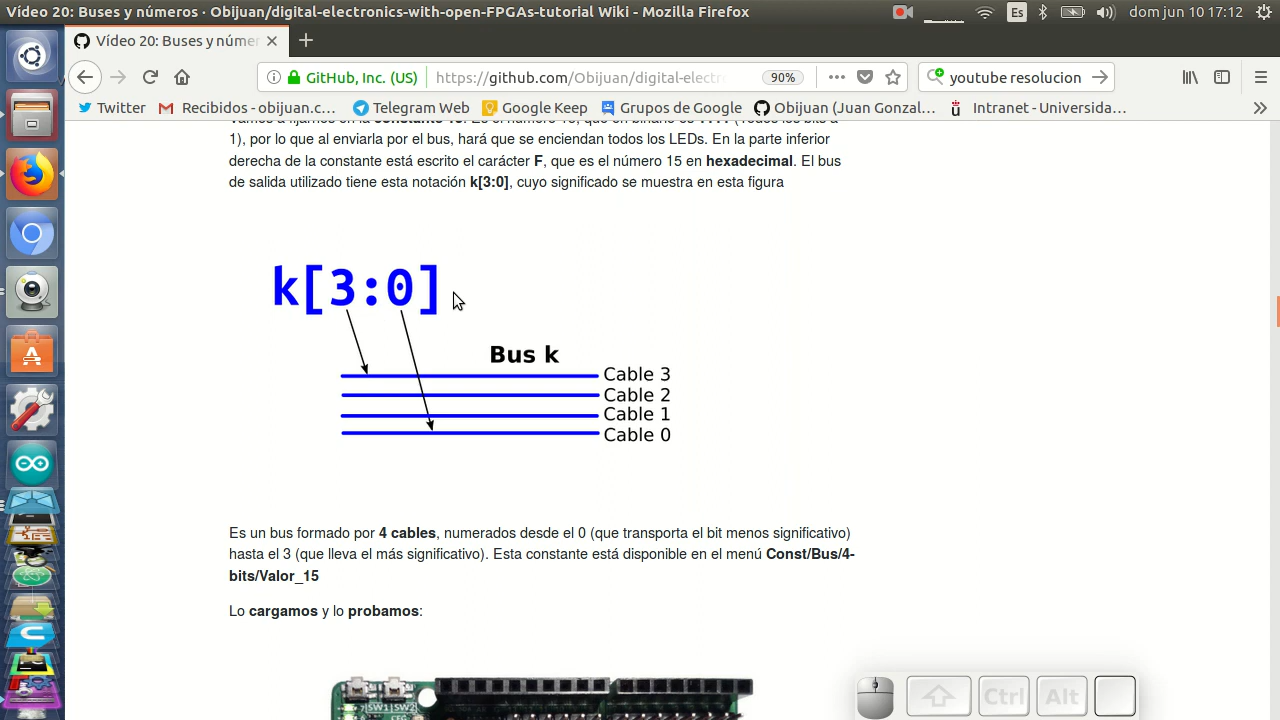 Vídeo 20: Buses y números · Obijuan/digital-electronics-with-open-FPGAs-tutorial Wiki - Mozilla Firefox
Es
dom jun 10 17:12
Vídeo 20: Buses y númer
GitHub, Inc. (US)
https://github.com/Obijuan/digital-electr
90%
youtube resolucion
Twitter
Recibidos - obijuan.c...
Telegram Web
Google Keep
Grupos de Google
Obijuan (Juan Gonzal...
Intranet - Universida...
1), por lo que al enviarla por el bus, hará que se enciendan todos los LEDs. En la parte inferior
derecha de la constante está escrito el carácter F, que es el número 15 en hexadecimal. El bus
de salida utilizado tiene esta notación k[3:0], cuyo significado se muestra en esta figura
k[3:0]
Bus k
Cable 3
Cable 2
Cable 1
Cable 0
Es un bus formado por 4 cables, numerados desde el 0 (que transporta el bit menos significativo)
hasta el 3 (que lleva el más significativo). Esta constante está disponible en el menú Const/Bus/4-
bits/Valor_15
Lo cargamos y lo probamos:
SW1 SW2
Ctrl
Alt